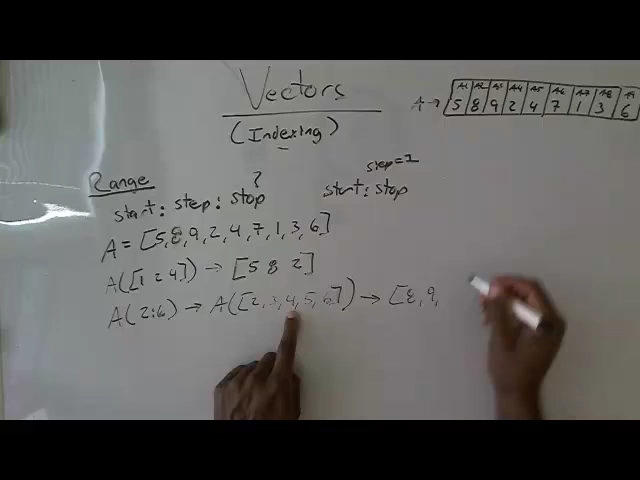 Vectors
(Indexing)
A → 5 8 9 2 4 7 1 3 6
A1 A2 A3 A4 A5 A6 A7 A8 A9
Range
start: step: stop
?
step=1
start: stop
A = [5,8,9,2,4,7,1,3,6]
A([1 2 4]) → [5 8 2]
A(2:6) → A([2,3,4,5,6]) → [8,9,